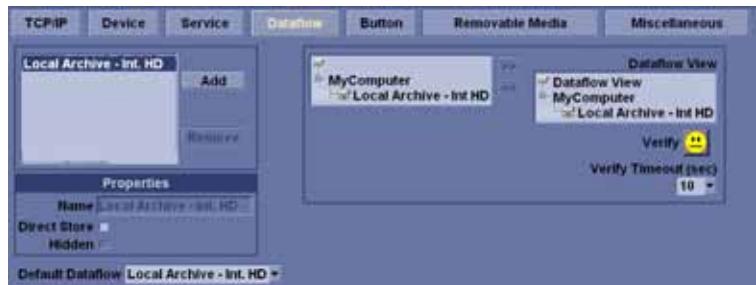 TCP/IP Device Service Dataflow Button Removable Media Miscellaneous
Local Archive - Int. HD
Add
Remove
Properties
Name Local Archive - Int. HD
Direct Store
Hidden
Default Dataflow Local Archive - Int. HD
MyComputer
Local Archive - Int HD
>>
<<
Dataflow View
Dataflow View
MyComputer
Local Archive - Int HD
Verify
Verify Timeout (sec)
10